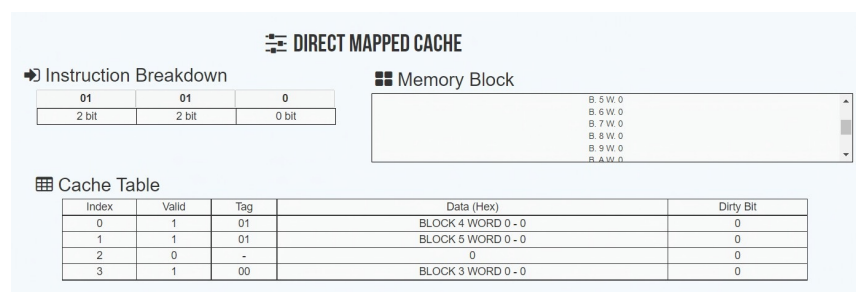 DIRECT MAPPED CACHE
Instruction Breakdown
01 01 0
2 bit 2 bit 0 bit
Memory Block
B. 5 W. 0
B. 6 W. 0
B. 7 W. 0
B. 8 W. 0
B. 9 W. 0
B. A W. 0
Cache Table
Index Valid Tag Data (Hex) Dirty Bit
0 1 01 BLOCK 4 WORD 0 - 0 0
1 1 01 BLOCK 5 WORD 0 - 0 0
2 0 - 0 0
3 1 00 BLOCK 3 WORD 0 - 0 0